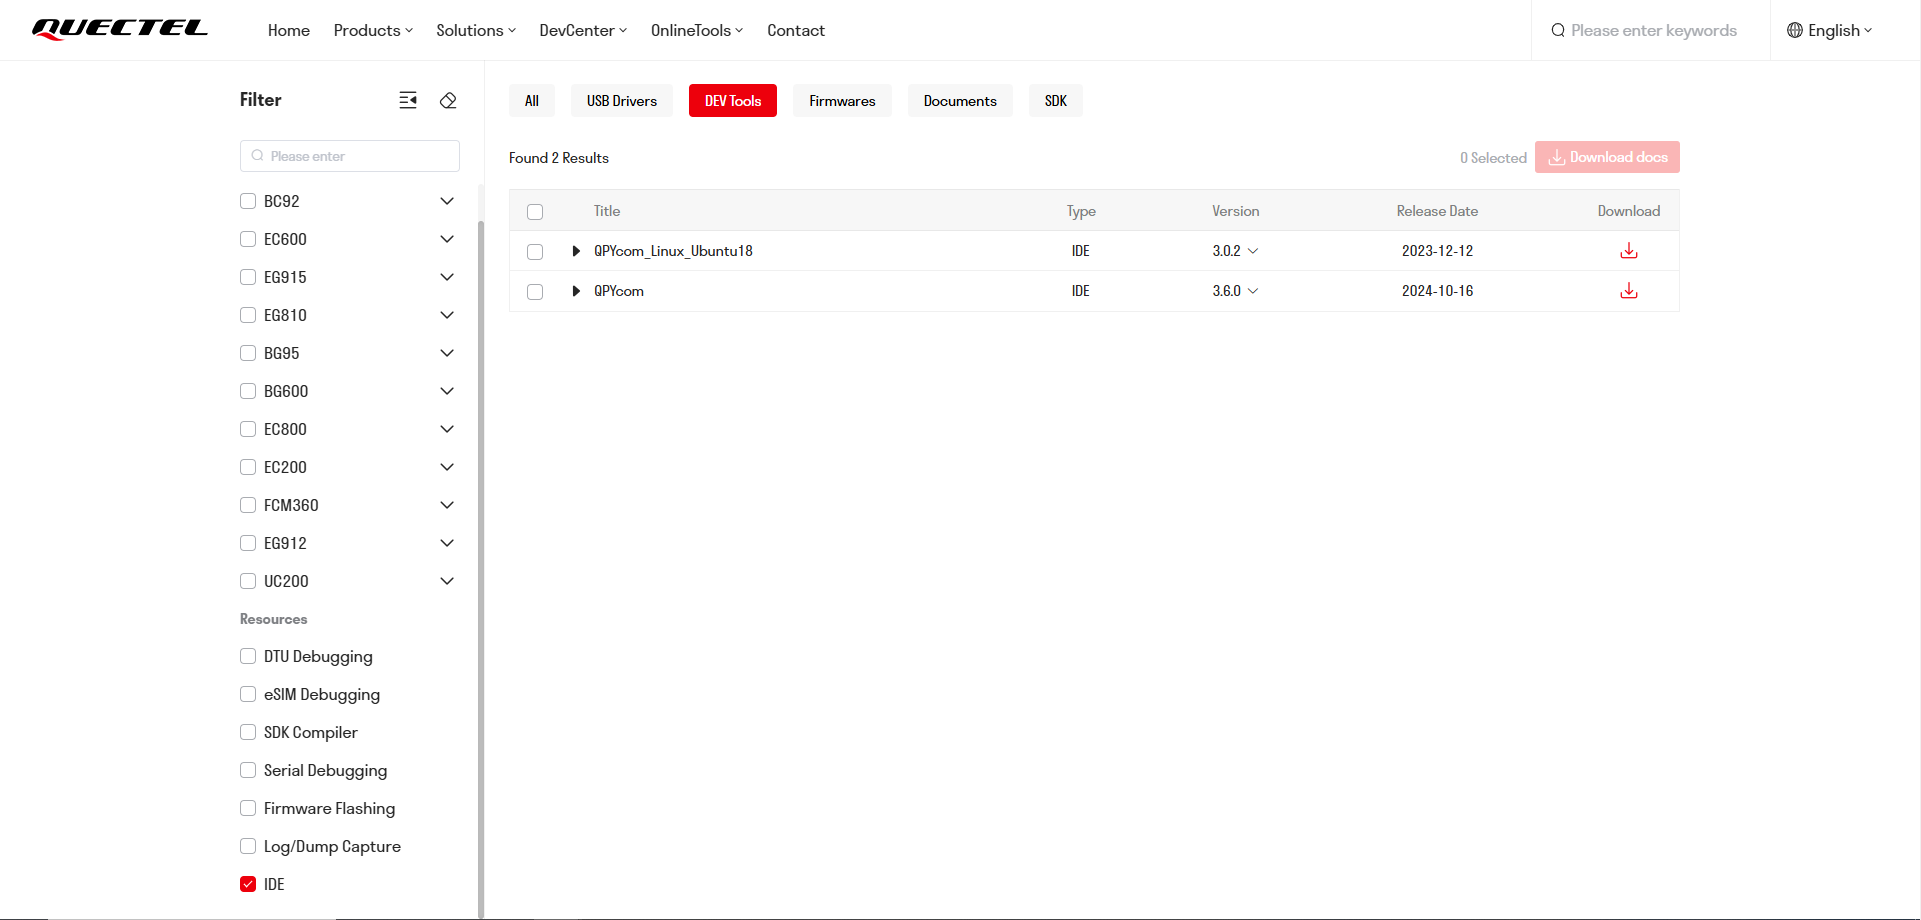 QUECTEL
Home Products Solutions DevCenter OnlineTools Contact
Please enter keywords
English
Filter
Please enter
BC92
EC600
EG915
EG810
BG95
BG600
EC800
EC200
FCM360
EG912
UC200
Resources
DTU Debugging
eSIM Debugging
SDK Compiler
Serial Debugging
Firmware Flashing
Log/Dump Capture
IDE
All USB Drivers DEV Tools Firmwares Documents SDK
Found 2 Results
0 Selected Download docs
Title Type Version Release Date Download
QPYcom_Linux_Ubuntu18 IDE 3.0.2 2023-12-12
QPYcom IDE 3.6.0 2024-10-16